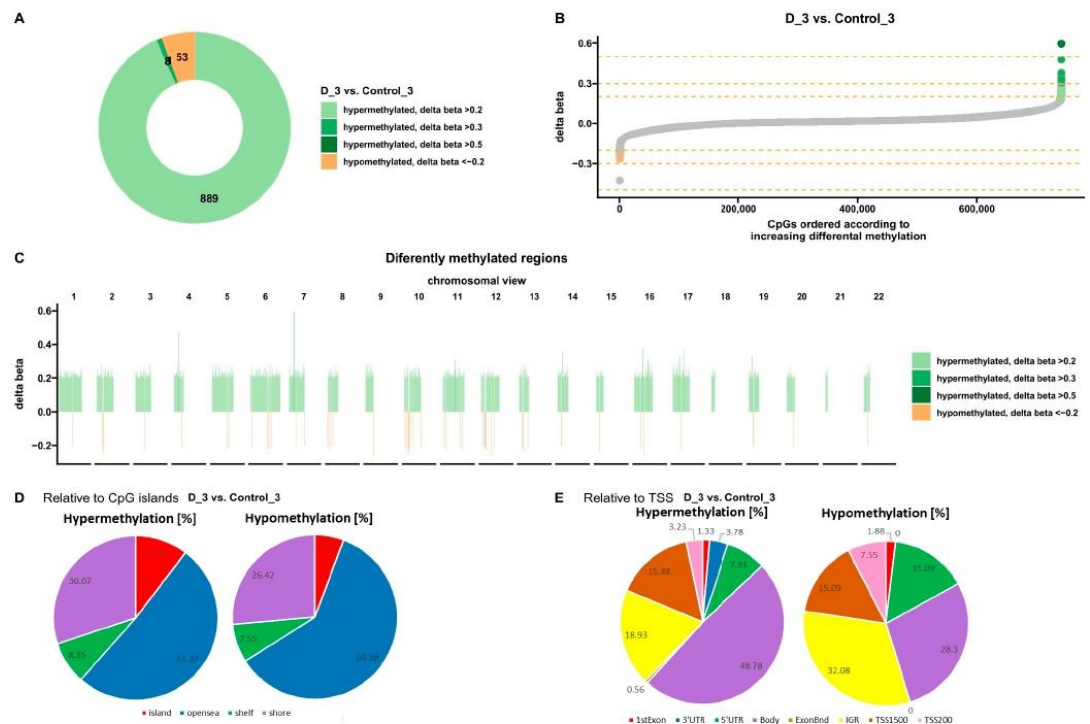 A
53
8
889
D_3 vs. Control_3
hypermethylated, delta beta >0.2
hypermethylated, delta beta >0.3
hypermethylated, delta beta >0.5
hypomethylated, delta beta <−0.2
B
D_3 vs. Control_3
delta beta
0.6
0.3
0.0
−0.3
0
200,000
400,000
600,000
CpGs ordered according to
increasing differental methylation
C
Diferently methylated regions
chromosomal view
1 2 3 4 5 6 7 8 9 10 11 12 13 14 15 16 17 18 19 20 21 22
delta beta
0.6
0.4
0.2
0.0
−0.2
hypermethylated, delta beta >0.2
hypermethylated, delta beta >0.3
hypermethylated, delta beta >0.5
hypomethylated, delta beta <−0.2
D Relative to CpG islands D_3 vs. Control_3
Hypermethylation [%]
30.07
8.35
51.22
Hypomethylation [%]
26.42
7.55
60.38
island opensea shelf shore
E Relative to TSS D_3 vs. Control_3
Hypermethylation [%]
3.23
1.33
3.78
7.91
15.48
18.93
0.56
48.78
Hypomethylation [%]
1.88
0
7.55
15.09
15.09
32.08
28.3
0
1stExon 3'UTR 5'UTR Body ExonBnd IGR TSS1500 TSS200